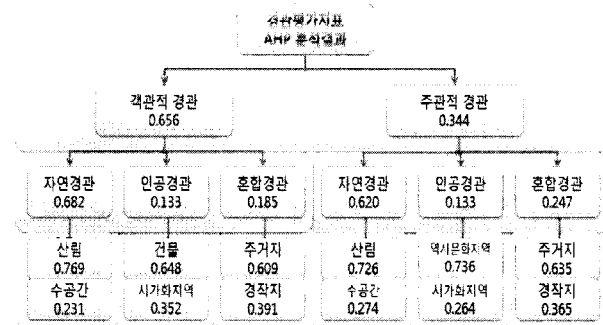 경관평가지표
AHP 분석결과
객관적 경관 주관적 경관
0.656 0.344
자연경관 인공경관 혼합경관 자연경관 인공경관 혼합경관
0.682 0.133 0.185 0.620 0.133 0.247
산림 건물 주거지 산림 역사문화지역 주거지
0.769 0.648 0.609 0.726 0.736 0.635
수공간 시가화지역 경작지 수공간 시가화지역 경작지
0.231 0.352 0.391 0.274 0.264 0.365